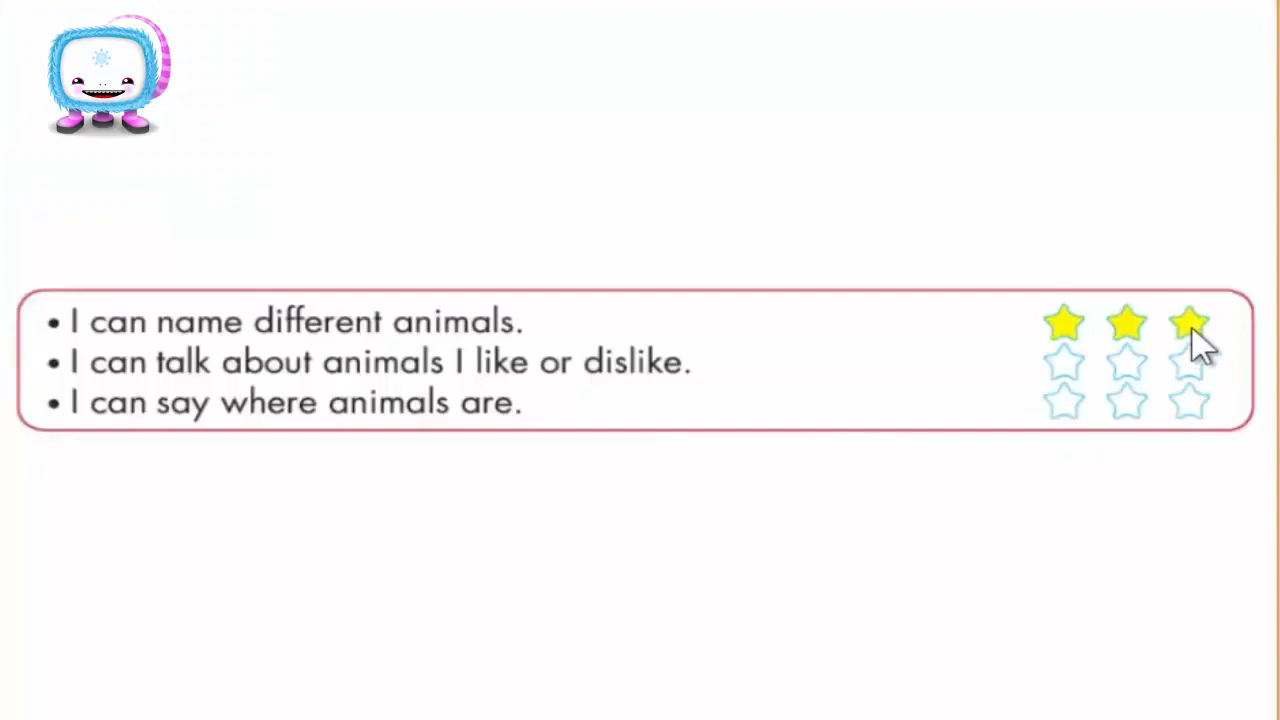 • I can name different animals.
• I can talk about animals I like or dislike.
• I can say where animals are.